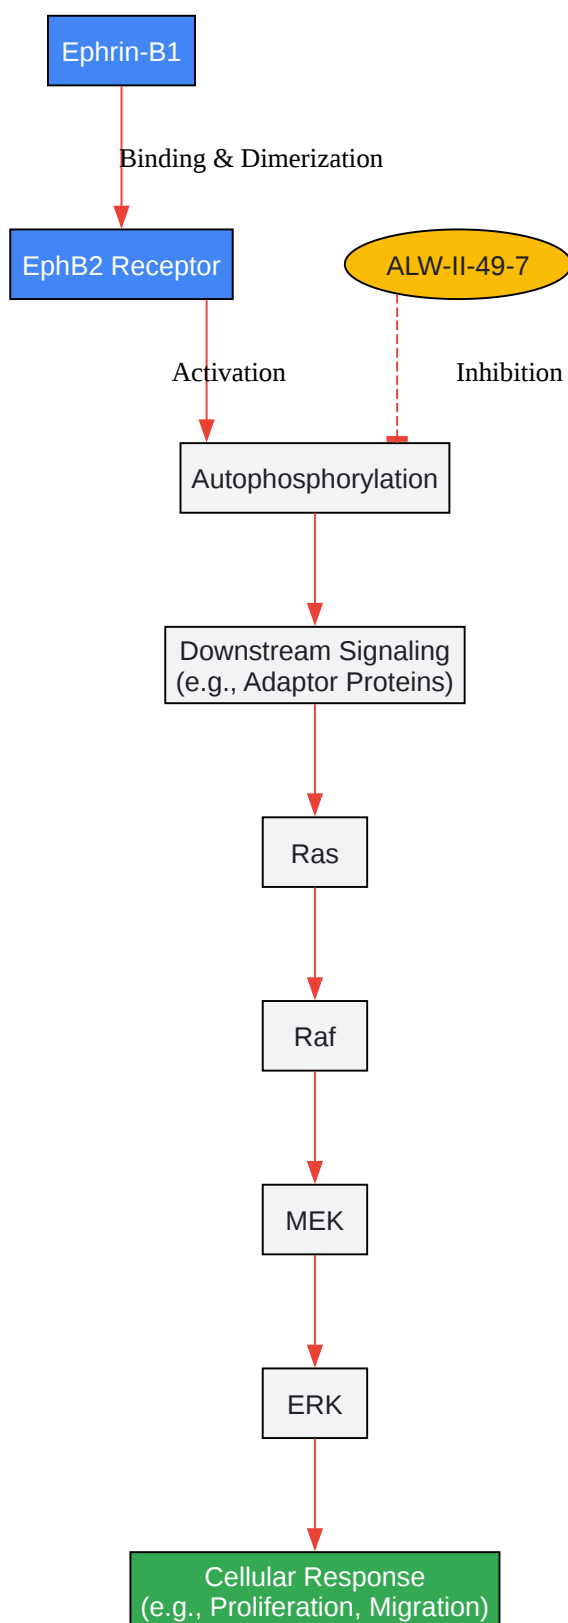 Ephrin-B1
Binding & Dimerization
EphB2 Receptor
ALW-II-49-7
Activation
Inhibition
Autophosphorylation
Downstream Signaling
(e.g., Adaptor Proteins)
Ras
Raf
MEK
ERK
Cellular Response
(e.g., Proliferation, Migration)